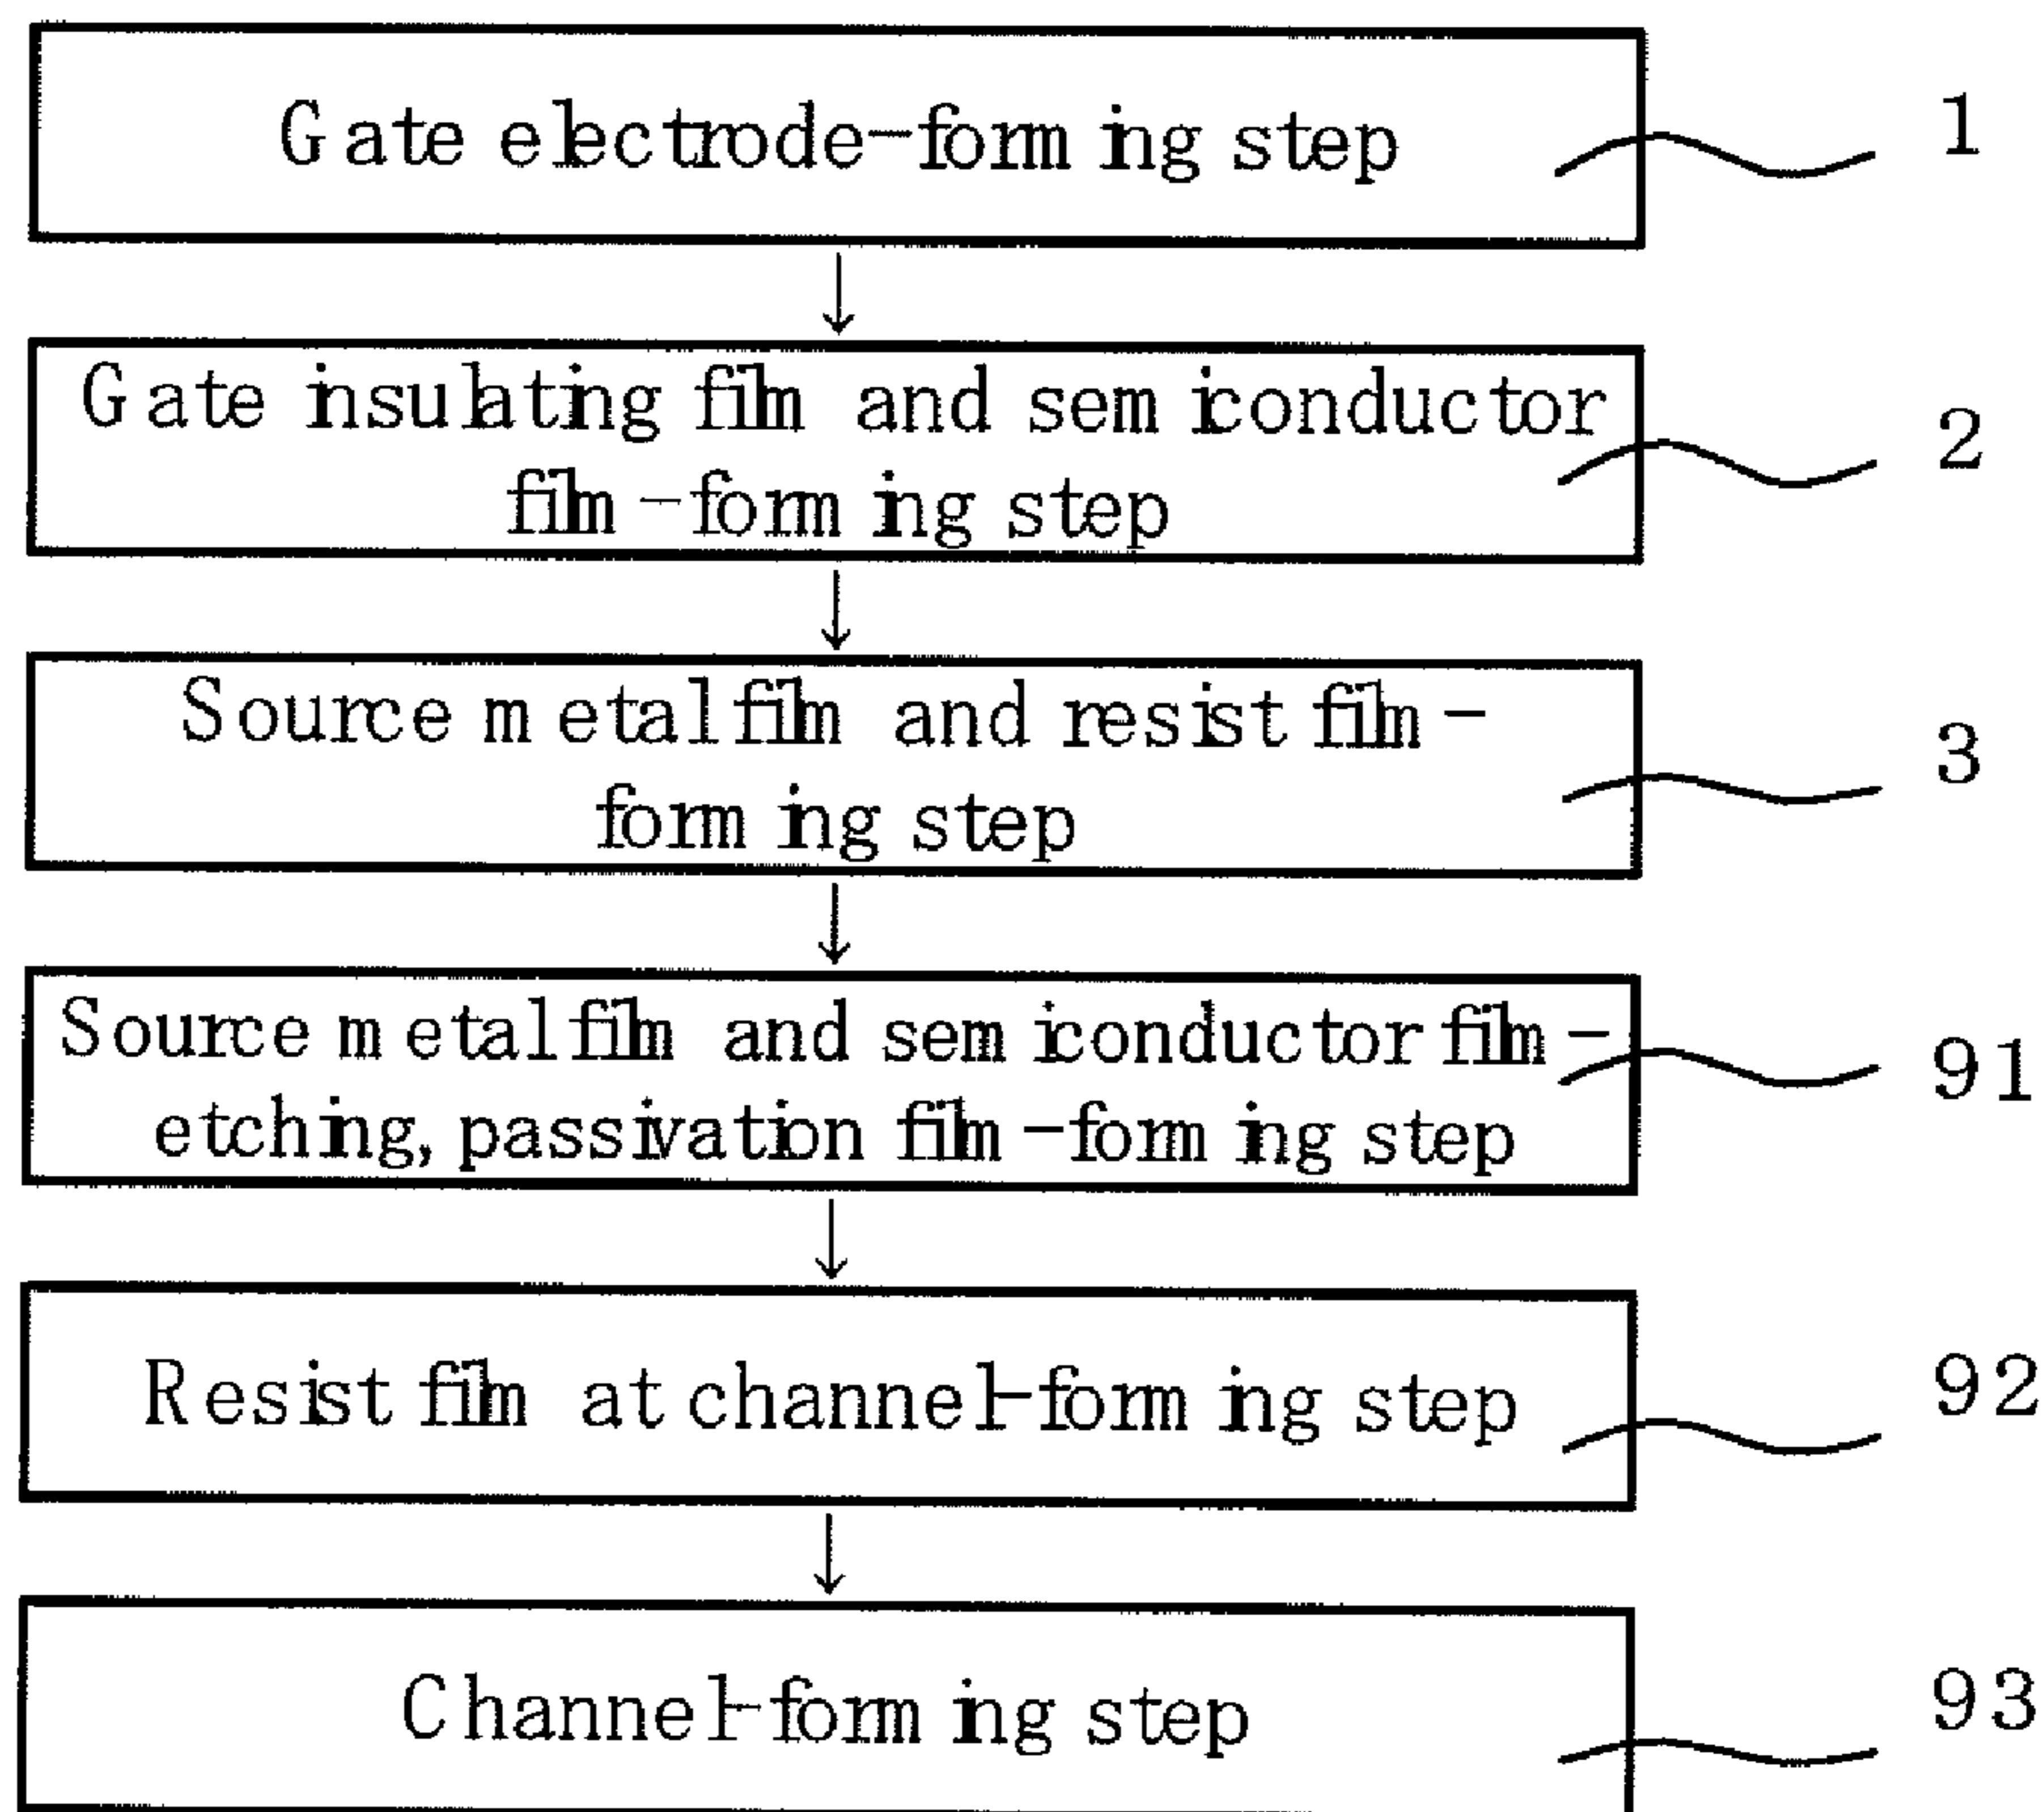 Gate electrode-forming step
1
Gate insulating film and semiconductor
film-forming step
2
Source metal film and resist film-
forming step
3
Source metal film and semiconductor film-
etching, passivation film-forming step
91
Resist film at channel-forming step
92
Channel-forming step
93